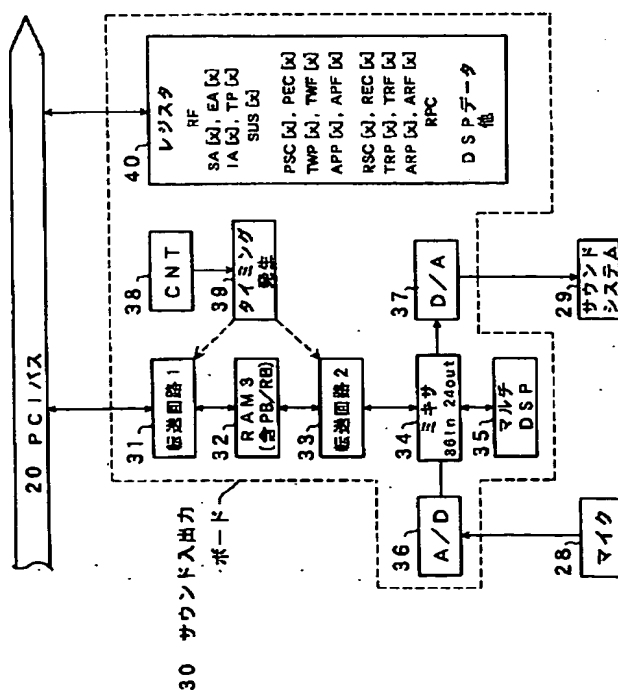 20 PCIバス
30 サウンド入出力
ボード
31
転送回路1
32
RAM3
(含PB/RB)
33
転送回路2
34
ミキサ
36in 24out
35
マルチ
DSP
36
A/D
37
D/A
38
CNT
39
タイミング
発生
40
レジスタ
RF
SA[x], EA[x]
IA[x], TP[x]
SUS[x]
PSC[x], PEC[x]
TWP[x], TWF[x]
APP[x], APF[x]
RSC[x], REC[x]
TRP[x], TRF[x]
ARP[x], ARF[x]
RPC
DSPデータ
他
28
マイク
29
サウンド
システム